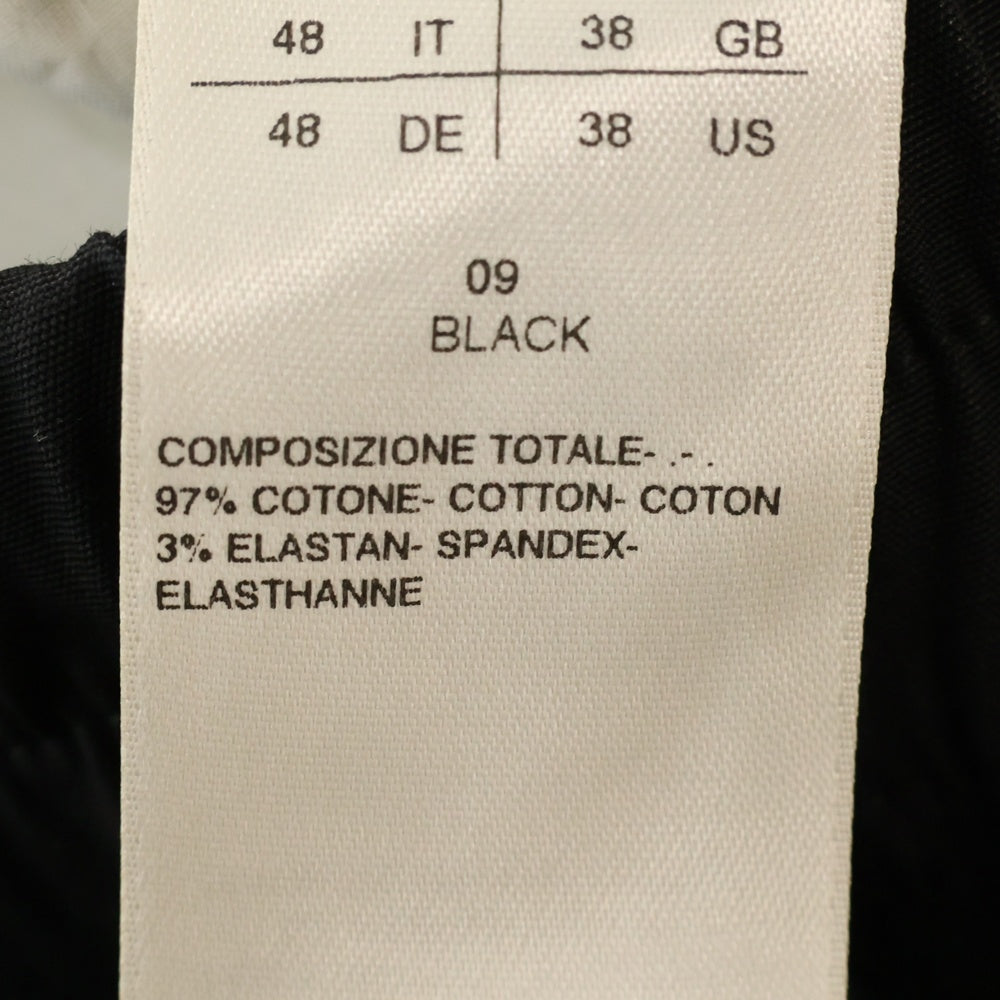 48 IT 38 GB
48 DE 38 US
09
BLACK
COMPOSIZIONE TOTALE- .- .
97% COTONE- COTTON- COTON
3% ELASTAN- SPANDEX-
ELASTHANNE